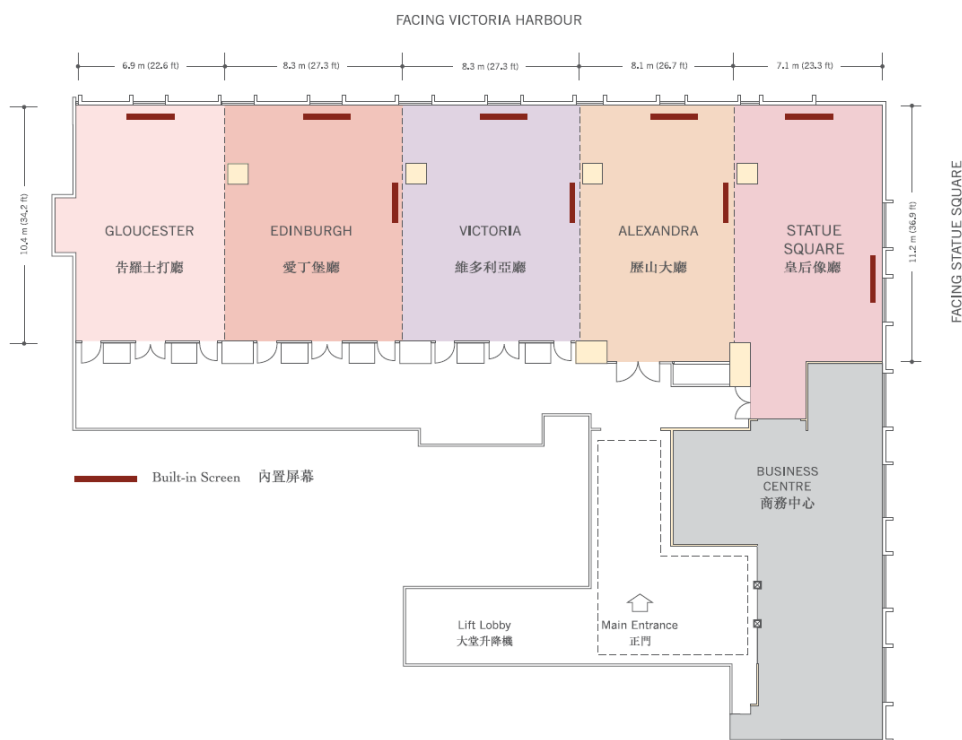 FACING VICTORIA HARBOUR
6.9 m (22.6 ft)
8.3 m (27.3 ft)
8.3 m (27.3 ft)
8.1 m (26.7 ft)
7.1 m (23.3 ft)
10.4 m (34.2 ft)
GLOUCESTER
告羅士打廳
EDINBURGH
愛丁堡廳
VICTORIA
維多利亞廳
ALEXANDRA
歷山大廳
STATUE
SQUARE
皇后像廳
11.2 m (36.9 ft)
FACING STATUE SQUARE
Built-in Screen 內置屏幕
BUSINESS
CENTRE
商務中心
Lift Lobby
大堂升降機
Main Entrance
正門